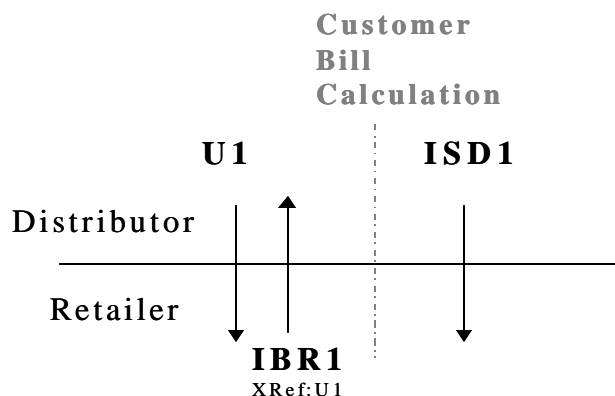 Customer
Bill
Calculation
U1
ISD1
Distributor
Retailer
IBR1
XRef:U1